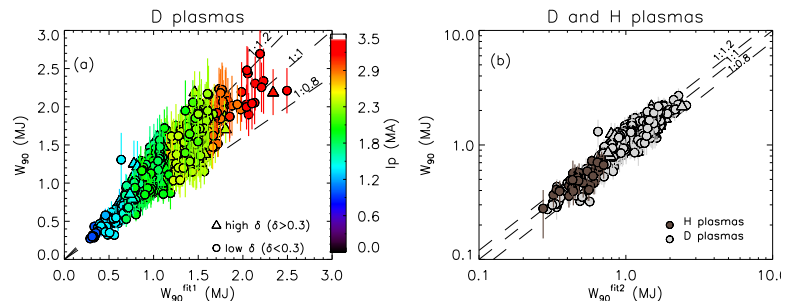 D plasmas
(a)
1:1.2
1:1
1:0.8
3.0
2.5
2.0
1.5
1.0
0.5
0.0
W90 (MJ)
high δ (δ>0.3)
low δ (δ<0.3)
0.0 0.5 1.0 1.5 2.0 2.5 3.0
W90^fit1 (MJ)
3.5
2.9
2.3
1.8
1.2
0.6
0.0
Ip (MA)
D and H plasmas
(b)
1:1.2
1:1
1:0.8
10.0
1.0
0.1
W90 (MJ)
H plasmas
D plasmas
0.1 1.0 10.0
W90^fit2 (MJ)